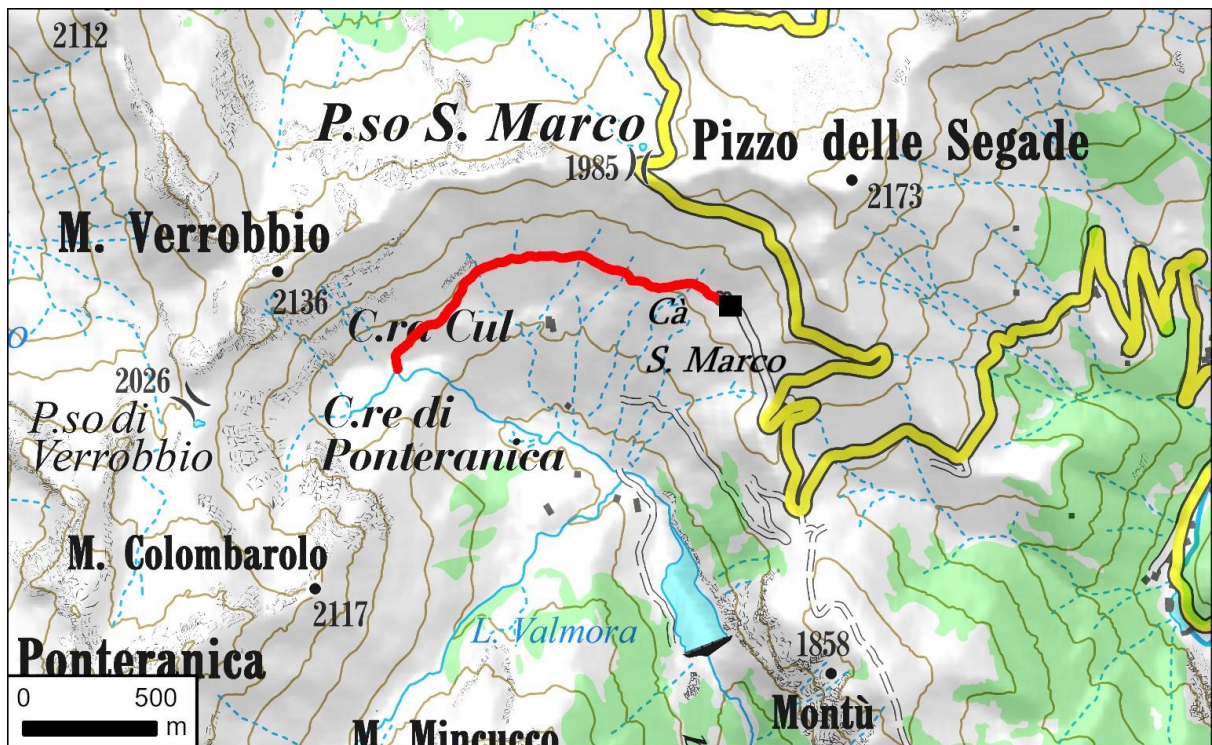 2112
P.so S. Marco
1985
Pizzo delle Segade
2173
M. Verrobbio
2136
C.ra Cul
Cà
S. Marco
2026
P.so di
Verrobbio
C.re di
Ponteranica
M. Colombarolo
2117
L. Valmora
1858
Ponteranica
Montù
M. Mincucco
0 500
m